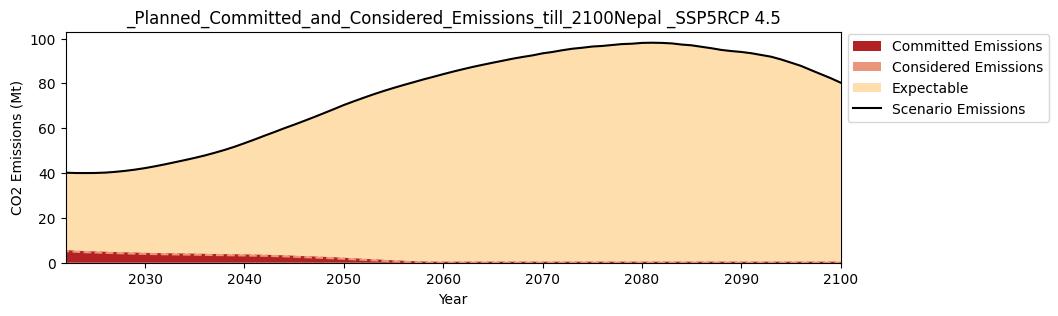 _Planned_Committed_and_Considered_Emissions_till_2100Nepal _SSP5RCP 4.5
100
80
60
40
20
0
CO2 Emissions (Mt)
2030
2040
2050
2060
2070
2080
2090
2100
Year
Committed Emissions
Considered Emissions
Expectable
Scenario Emissions